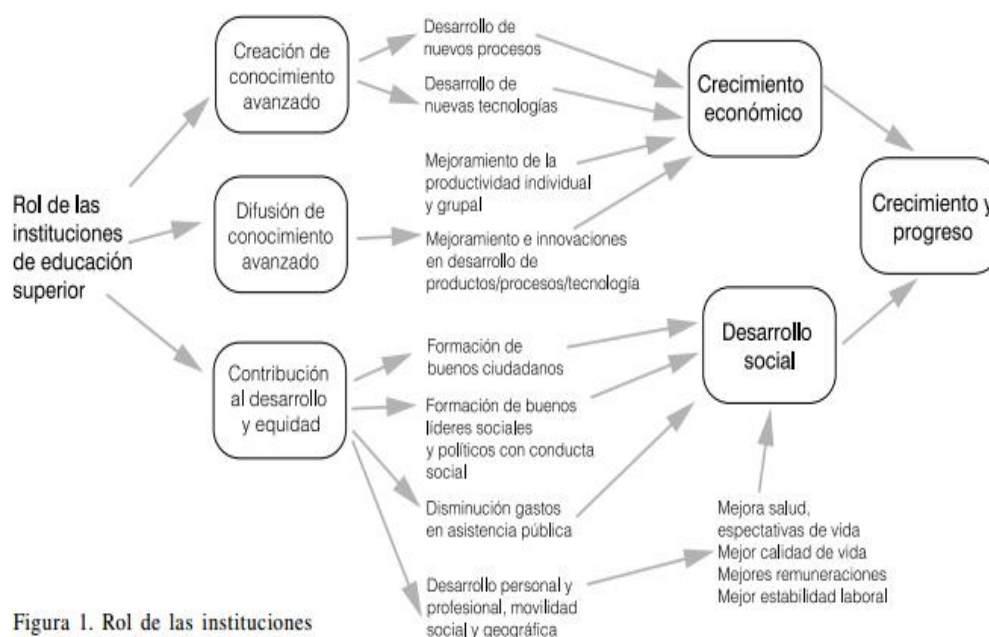 Rol de las
instituciones
de educación
superior
Creación de
conocimiento
avanzado
Difusión de
conocimiento
avanzado
Contribución
al desarrollo
y equidad
Desarrollo de
nuevos procesos
Desarrollo de
nuevas tecnologías
Mejoramiento de la
productividad individual
y grupal
Mejoramiento e innovaciones
en desarrollo de
productos/procesos/tecnología
Formación de
buenos ciudadanos
Formación de buenos
líderes sociales
y políticos con conducta
social
Disminución gastos
en asistencia pública
Desarrollo personal y
profesional, movilidad
social y geográfica
Crecimiento
económico
Desarrollo
social
Mejora salud,
espectativas de vida
Mejor calidad de vida
Mejores remuneraciones
Mejor estabilidad laboral
Crecimiento y
progreso
Figura 1. Rol de las instituciones